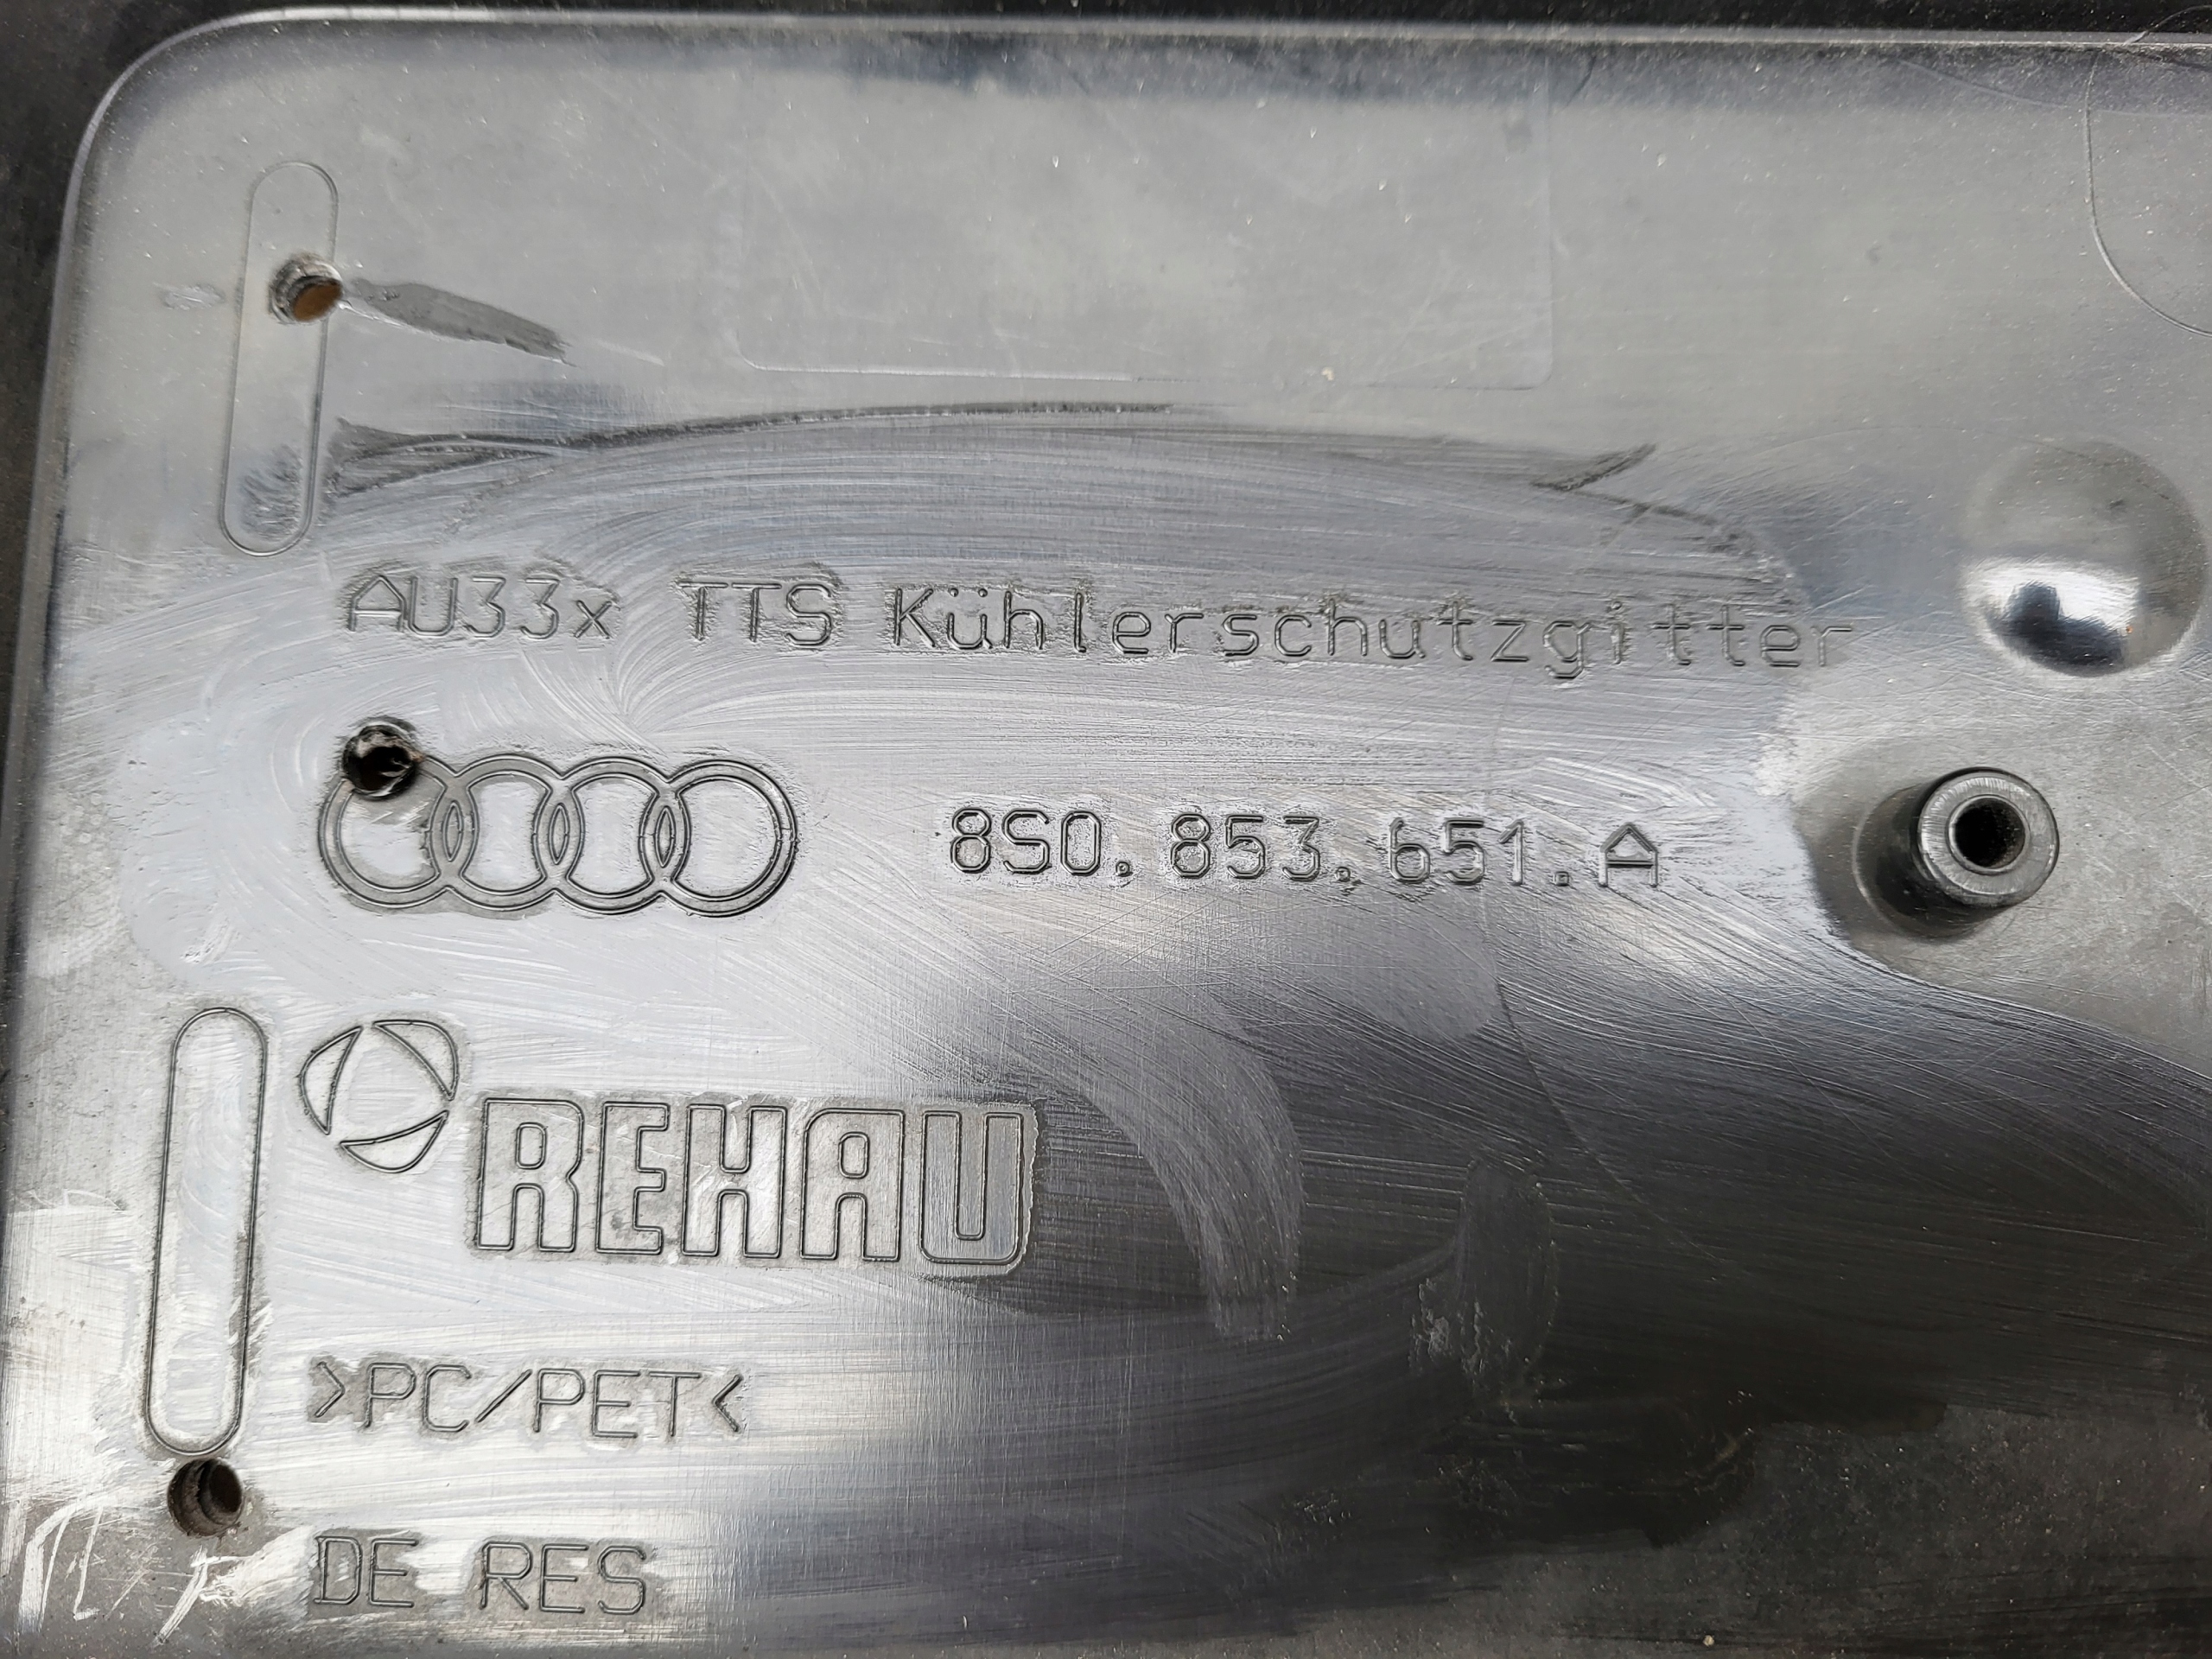 AU33x TTS Kühlerschutzgitter
8S0.853.651.A
REHAU
>PC/PET<
DE RES